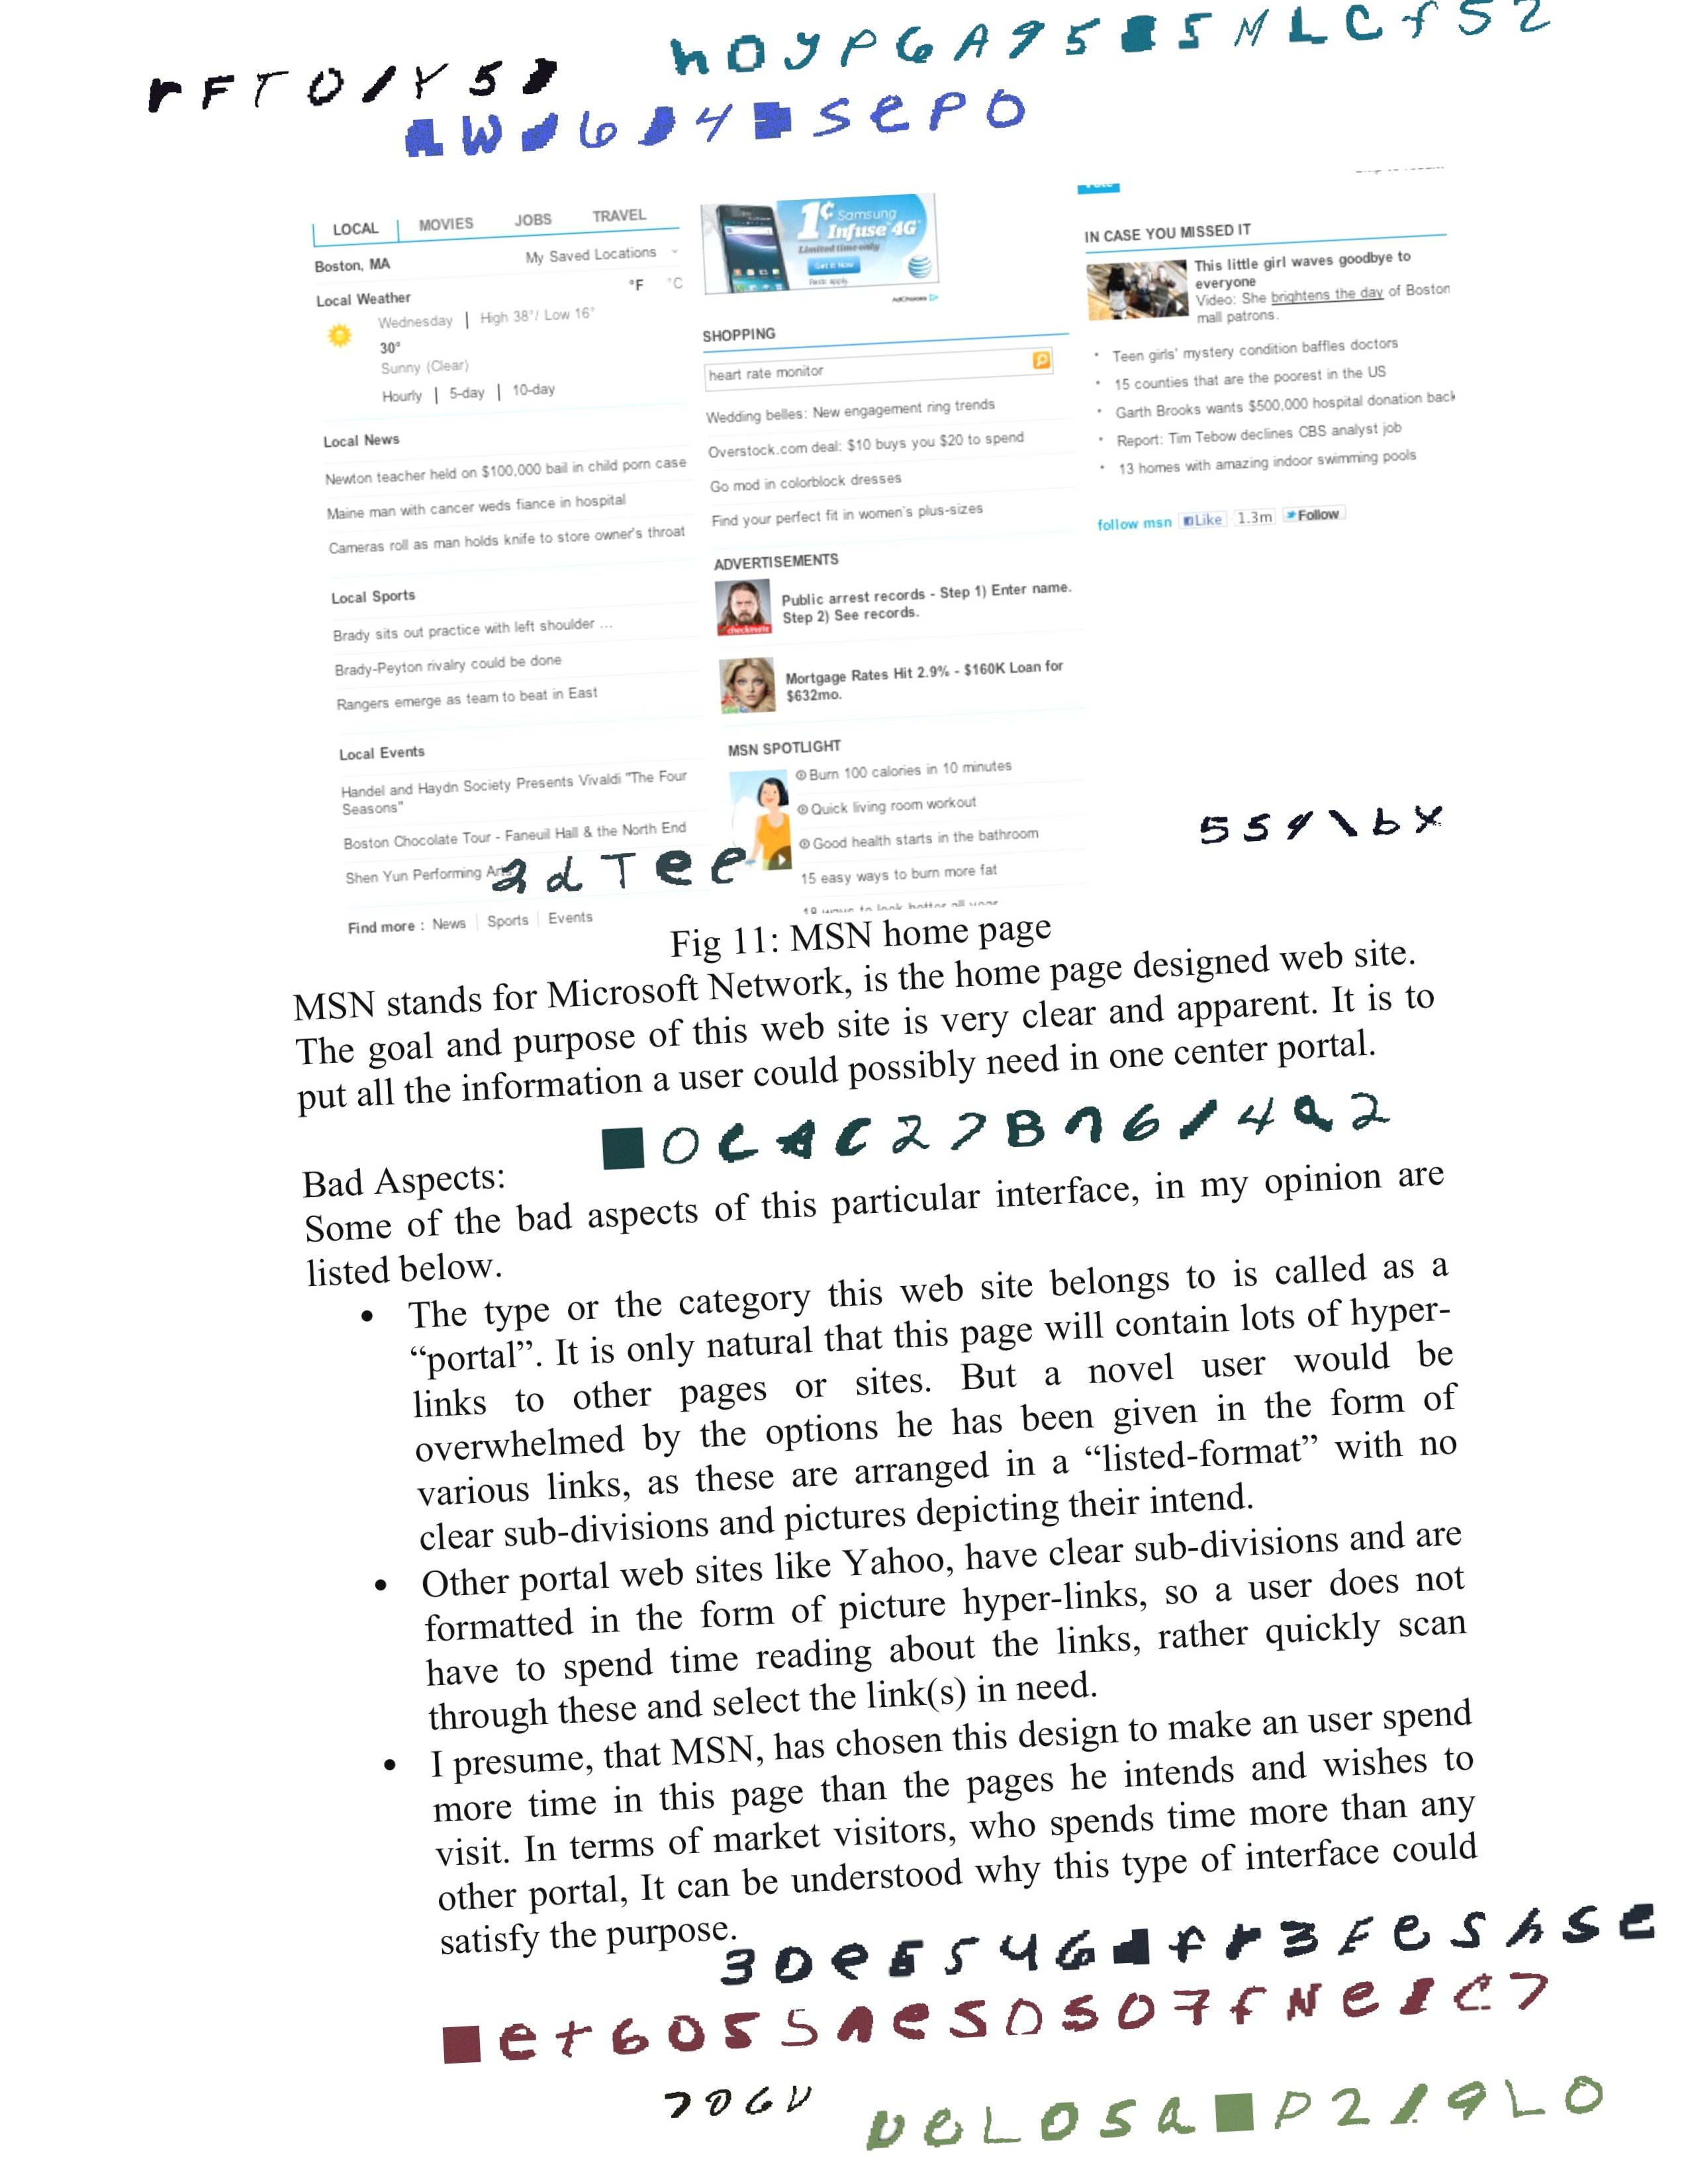 LOCAL MOVIES JOBS TRAVEL
Boston, MA My Saved Locations
Local Weather °F °C
Wednesday | High 38°/ Low 16°
30°
Sunny (Clear)
Hourly | 5-day | 10-day
Local News
Newton teacher held on $100,000 bail in child porn case
Maine man with cancer weds fiance in hospital
Cameras roll as man holds knife to store owner's throat
Local Sports
Brady sits out practice with left shoulder ...
Brady-Peyton rivalry could be done
Rangers emerge as team to beat in East
Local Events
Handel and Haydn Society Presents Vivaldi "The Four
Seasons"
Boston Chocolate Tour - Faneuil Hall & the North End
Shen Yun Performing Arts
Find more : News Sports Events
1¢ Samsung
Infuse 4G
Limited time only
Get It Now
AdChoices
SHOPPING
heart rate monitor
Wedding belles: New engagement ring trends
Overstock.com deal: $10 buys you $20 to spend
Go mod in colorblock dresses
Find your perfect fit in women's plus-sizes
ADVERTISEMENTS
checkmate
Public arrest records - Step 1) Enter name.
Step 2) See records.
Mortgage Rates Hit 2.9% - $160K Loan for
$632mo.
MSN SPOTLIGHT
Burn 100 calories in 10 minutes
Quick living room workout
Good health starts in the bathroom
15 easy ways to burn more fat
IN CASE YOU MISSED IT
This little girl waves goodbye to
everyone
Video: She brightens the day of Boston
mall patrons.
• Teen girls' mystery condition baffles doctors
• 15 counties that are the poorest in the US
• Garth Brooks wants $500,000 hospital donation back
• Report: Tim Tebow declines CBS analyst job
• 13 homes with amazing indoor swimming pools
follow msn Like 1.3m Follow
Fig 11: MSN home page
MSN stands for Microsoft Network, is the home page designed web site.
The goal and purpose of this web site is very clear and apparent. It is to
put all the information a user could possibly need in one center portal.
Bad Aspects:
Some of the bad aspects of this particular interface, in my opinion are
listed below.
• The type or the category this web site belongs to is called as a
“portal”. It is only natural that this page will contain lots of hyper-
links to other pages or sites. But a novel user would be
overwhelmed by the options he has been given in the form of
various links, as these are arranged in a “listed-format” with no
clear sub-divisions and pictures depicting their intend.
• Other portal web sites like Yahoo, have clear sub-divisions and are
formatted in the form of picture hyper-links, so a user does not
have to spend time reading about the links, rather quickly scan
through these and select the link(s) in need.
• I presume, that MSN, has chosen this design to make an user spend
more time in this page than the pages he intends and wishes to
visit. In terms of market visitors, who spends time more than any
other portal, It can be understood why this type of interface could
satisfy the purpose.